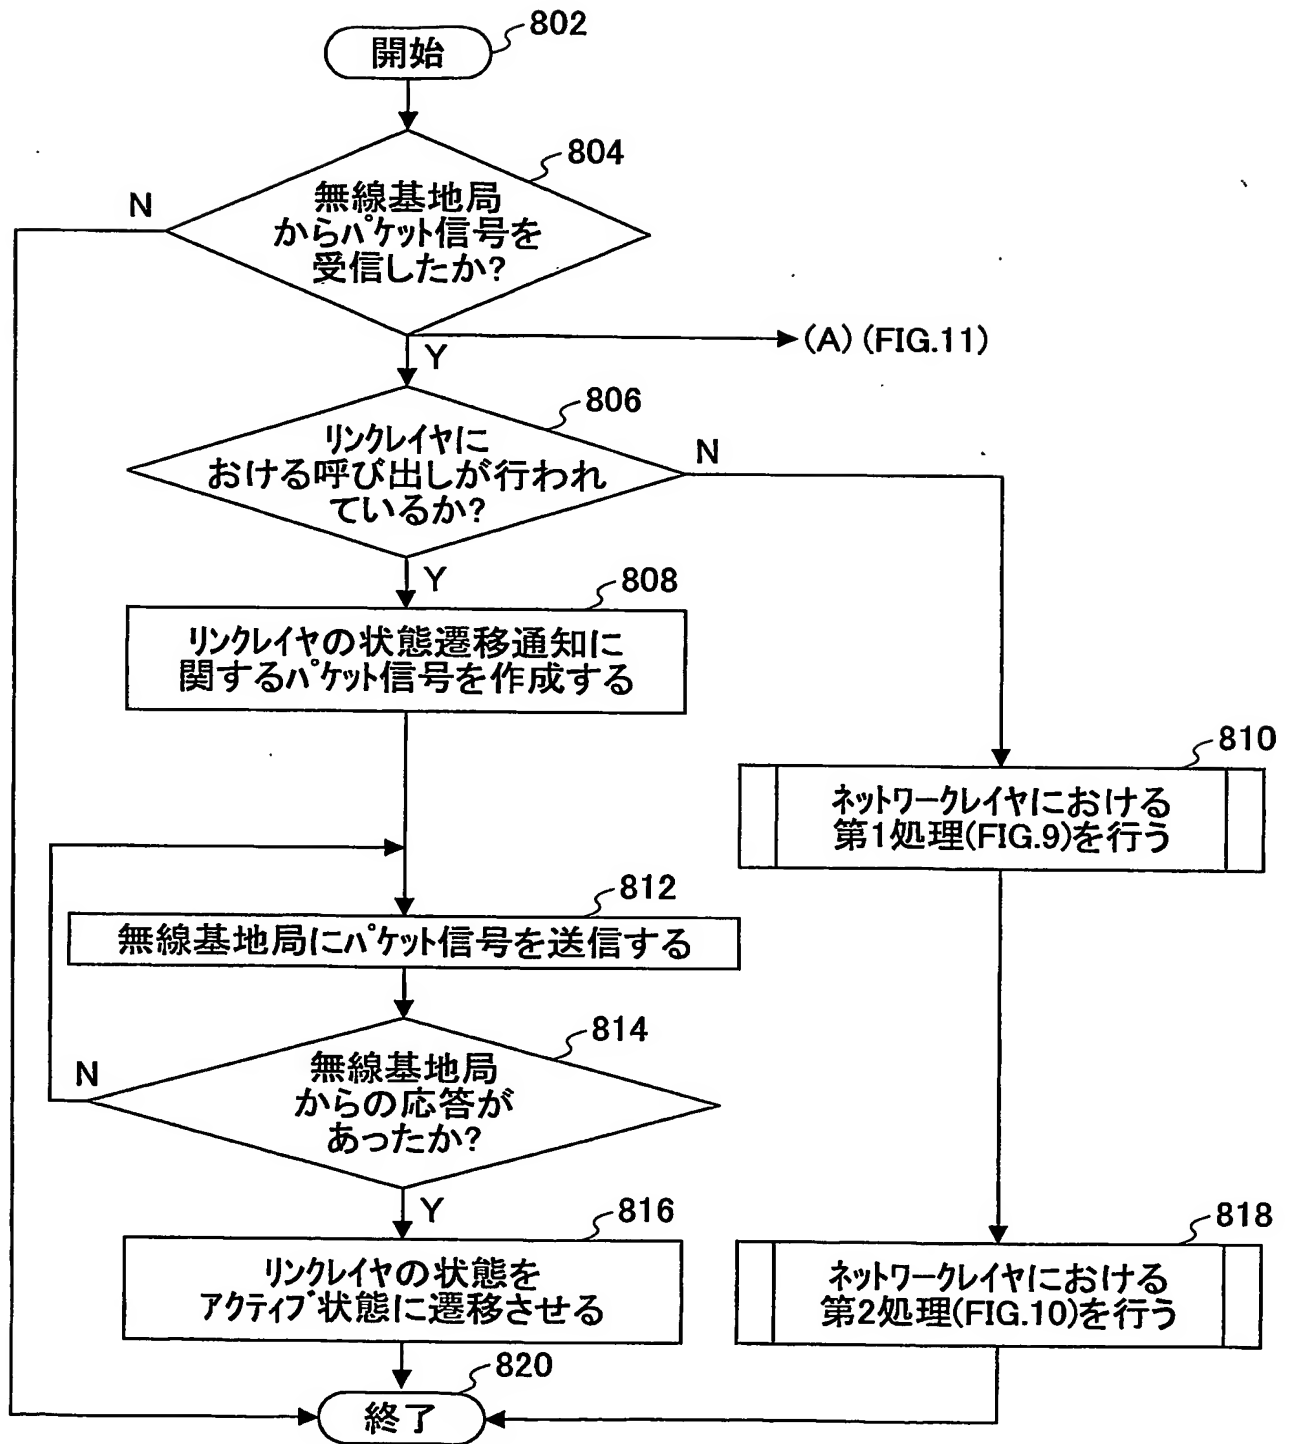 開始
802
804
無線基地局
からパケット信号を
受信したか?
N
Y
(A) (FIG.11)
806
リンクレイヤに
おける呼び出しが行われ
ているか?
N
Y
808
リンクレイヤの状態遷移通知に
関するパケット信号を作成する
810
ネットワークレイヤにおける
第1処理(FIG.9)を行う
812
無線基地局にパケット信号を送信する
814
無線基地局
からの応答が
あったか?
N
Y
816
リンクレイヤの状態を
アクティブ状態に遷移させる
818
ネットワークレイヤにおける
第2処理(FIG.10)を行う
820
終了